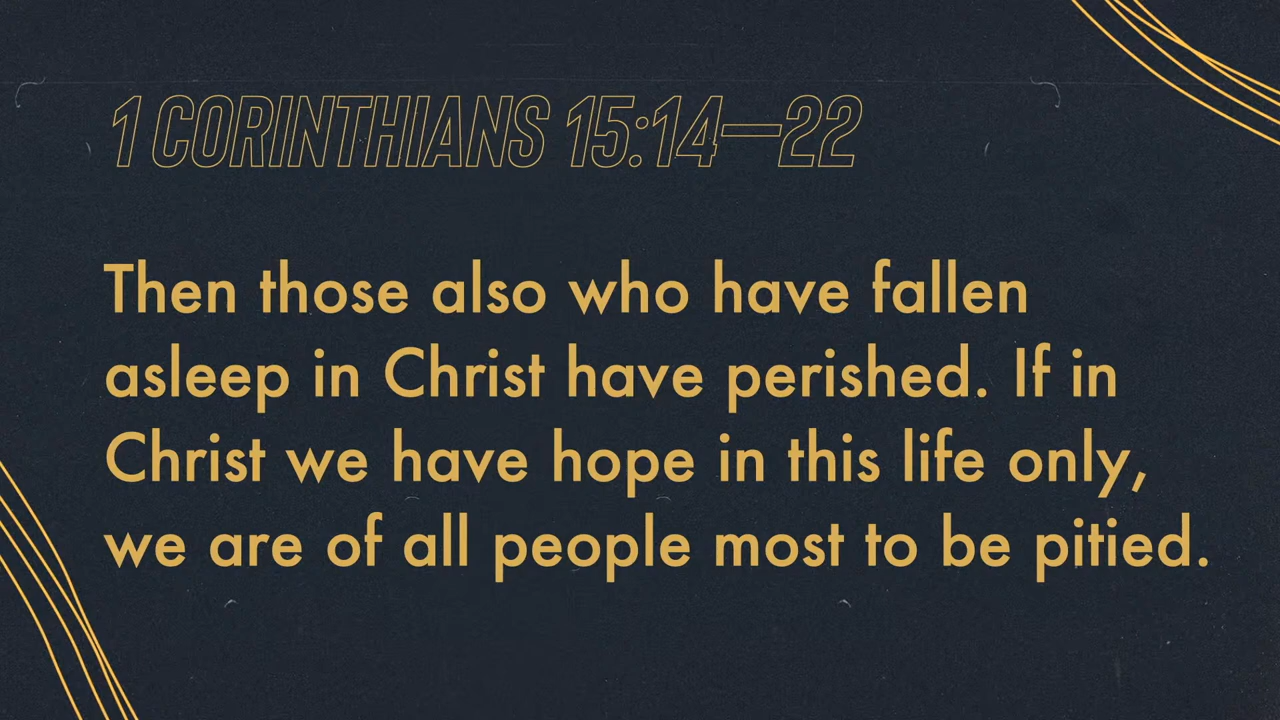 1 CORINTHIANS 15:14—22
Then those also who have fallen
asleep in Christ have perished. If in
Christ we have hope in this life only,
we are of all people most to be pitied.